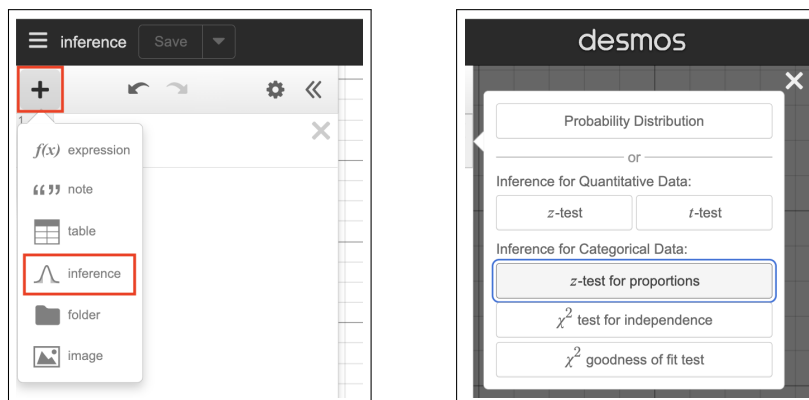 inference Save
1
f(x) expression
note
table
inference
folder
image
desmos
Probability Distribution
or
Inference for Quantitative Data:
z-test t-test
Inference for Categorical Data:
z-test for proportions
χ² test for independence
χ² goodness of fit test